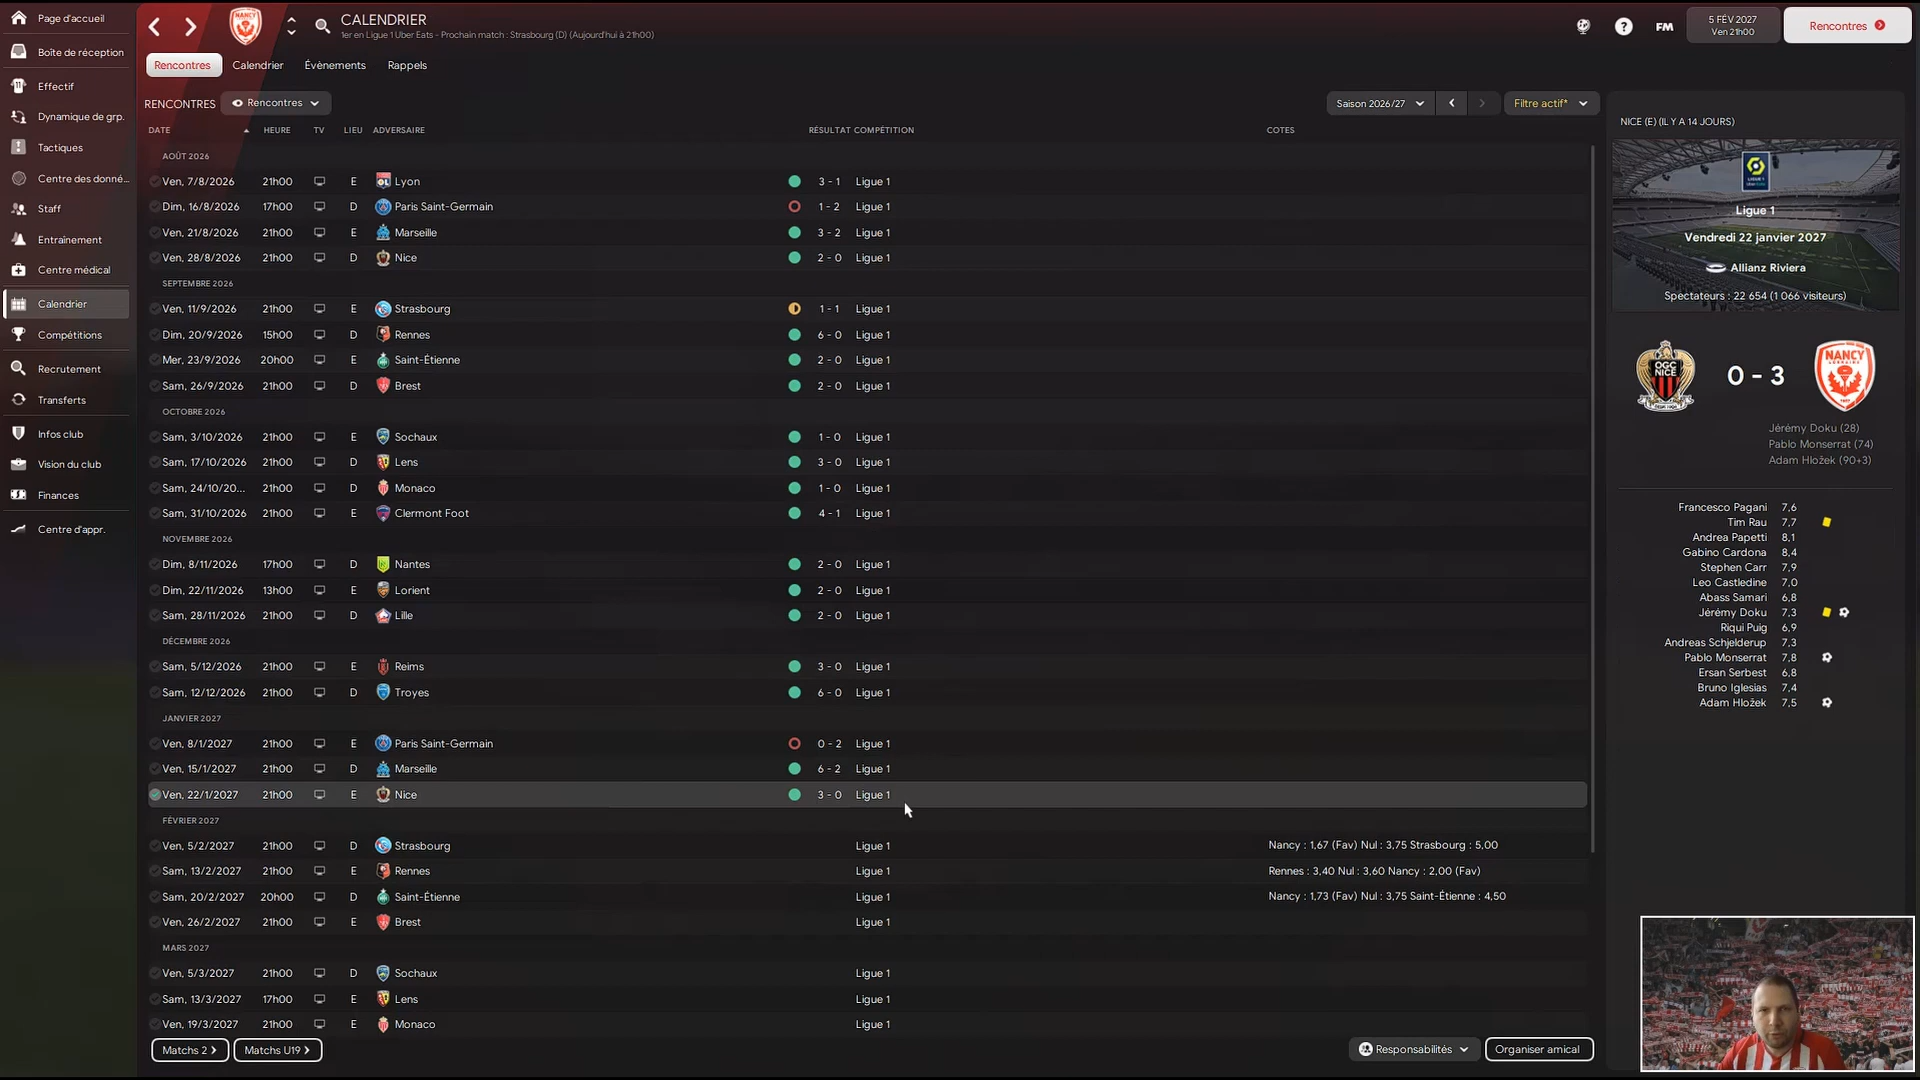 Page d'accueil
Boîte de réception
Effectif
Dynamique de grp.
Tactiques
Centre des donné...
Staff
Entraînement
Centre médical
Calendrier
Compétitions
Recrutement
Transferts
Infos club
Vision du club
Finances
Centre d'appr.
CALENDRIER
1er en Ligue 1 Uber Eats - Prochain match : Strasbourg (D) (Aujourd'hui à 21h00)
FM
5 FÉV 2027
Ven 21h00
Rencontres
Rencontres Calendrier Évènements Rappels
RENCONTRES Rencontres Saison 2026/27 Filtre actif*
DATE HEURE TV LIEU ADVERSAIRE RÉSULTAT COMPÉTITION COTES
AOÛT 2026
Ven, 7/8/2026 21h00 E Lyon 3 - 1 Ligue 1
Dim, 16/8/2026 17h00 D Paris Saint-Germain 1 - 2 Ligue 1
Ven, 21/8/2026 21h00 E Marseille 3 - 2 Ligue 1
Ven, 28/8/2026 21h00 D Nice 2 - 0 Ligue 1
SEPTEMBRE 2026
Ven, 11/9/2026 21h00 E Strasbourg 1 - 1 Ligue 1
Dim, 20/9/2026 15h00 D Rennes 6 - 0 Ligue 1
Mer, 23/9/2026 20h00 E Saint-Étienne 2 - 0 Ligue 1
Sam, 26/9/2026 21h00 D Brest 2 - 0 Ligue 1
OCTOBRE 2026
Sam, 3/10/2026 21h00 E Sochaux 1 - 0 Ligue 1
Sam, 17/10/2026 21h00 D Lens 3 - 0 Ligue 1
Sam, 24/10/20... 21h00 D Monaco 1 - 0 Ligue 1
Sam, 31/10/2026 21h00 E Clermont Foot 4 - 1 Ligue 1
NOVEMBRE 2026
Dim, 8/11/2026 17h00 D Nantes 2 - 0 Ligue 1
Dim, 22/11/2026 13h00 E Lorient 2 - 0 Ligue 1
Sam, 28/11/2026 21h00 D Lille 2 - 0 Ligue 1
DÉCEMBRE 2026
Sam, 5/12/2026 21h00 E Reims 3 - 0 Ligue 1
Sam, 12/12/2026 21h00 D Troyes 6 - 0 Ligue 1
JANVIER 2027
Ven, 8/1/2027 21h00 E Paris Saint-Germain 0 - 2 Ligue 1
Ven, 15/1/2027 21h00 D Marseille 6 - 2 Ligue 1
Ven, 22/1/2027 21h00 E Nice 3 - 0 Ligue 1
FÉVRIER 2027
Ven, 5/2/2027 21h00 D Strasbourg Ligue 1 Nancy : 1,67 (Fav) Nul : 3,75 Strasbourg : 5,00
Sam, 13/2/2027 21h00 E Rennes Ligue 1 Rennes : 3,40 Nul : 3,60 Nancy : 2,00 (Fav)
Sam, 20/2/2027 20h00 D Saint-Étienne Ligue 1 Nancy : 1,73 (Fav) Nul : 3,75 Saint-Étienne : 4,50
Ven, 26/2/2027 21h00 E Brest Ligue 1
MARS 2027
Ven, 5/3/2027 21h00 D Sochaux Ligue 1
Sam, 13/3/2027 17h00 E Lens Ligue 1
Ven, 19/3/2027 21h00 E Monaco Ligue 1
Matchs 2 Matchs U19 Responsabilités Organiser amical
NICE (E) (IL Y A 14 JOURS)
Ligue 1
Vendredi 22 janvier 2027
Allianz Riviera
Spectateurs : 22 654 (1 066 visiteurs)
OGC NICE 0 - 3 NANCY
Jérémy Doku (28)
Pablo Monserrat (74)
Adam Hložek (90+3)
Francesco Pagani 7,6
Tim Rau 7,7
Andrea Papetti 8,1
Gabino Cardona 8,4
Stephen Carr 7,9
Leo Castledine 7,0
Abass Samari 6,8
Jérémy Doku 7,3
Riqui Puig 6,9
Andreas Schjelderup 7,3
Pablo Monserrat 7,8
Ersan Serbest 6,8
Bruno Iglesias 7,4
Adam Hložek 7,5